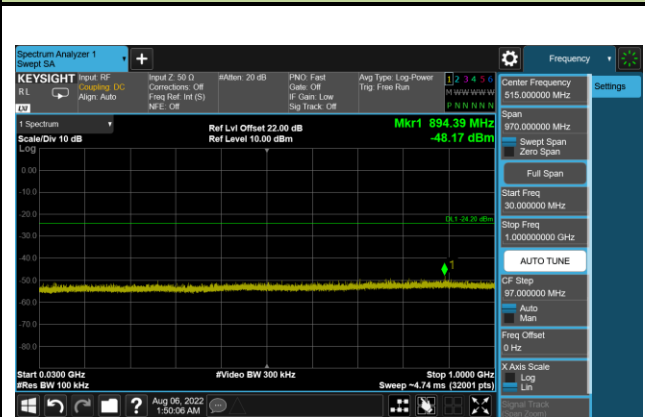 Spectrum Analyzer 1
Swept SA
+
Frequency
KEYSIGHT
RL
LXI
Input: RF
Coupling: DC
Align: Auto
Input Z: 50 Ω
Corrections: Off
Freq Ref: Int (S)
NFE: Off
#Atten: 20 dB
PNO: Fast
Gate: Off
IF Gain: Low
Sig Track: Off
Avg Type: Log-Power
Trig: Free Run
1 2 3 4 5 6
M W W W W W
P N N N N N
1 Spectrum
Scale/Div 10 dB
Log
Ref Lvl Offset 22.00 dB
Ref Level 10.00 dBm
Mkr1 894.39 MHz
-48.17 dBm
0.00
-10.0
-20.0
DL1 -24.20 dBm
-30.0
-40.0
1
-50.0
-60.0
-70.0
-80.0
Start 0.0300 GHz
#Res BW 100 kHz
#Video BW 300 kHz
Stop 1.0000 GHz
Sweep ~4.74 ms (32001 pts)
Aug 06, 2022
1:50:06 AM
?
Center Frequency
515.000000 MHz
Settings
Span
970.000000 MHz
Swept Span
Zero Span
Full Span
Start Freq
30.000000 MHz
Stop Freq
1.000000000 GHz
AUTO TUNE
CF Step
97.000000 MHz
Auto
Man
Freq Offset
0 Hz
X Axis Scale
Log
Lin
Signal Track
(Span Zoom)